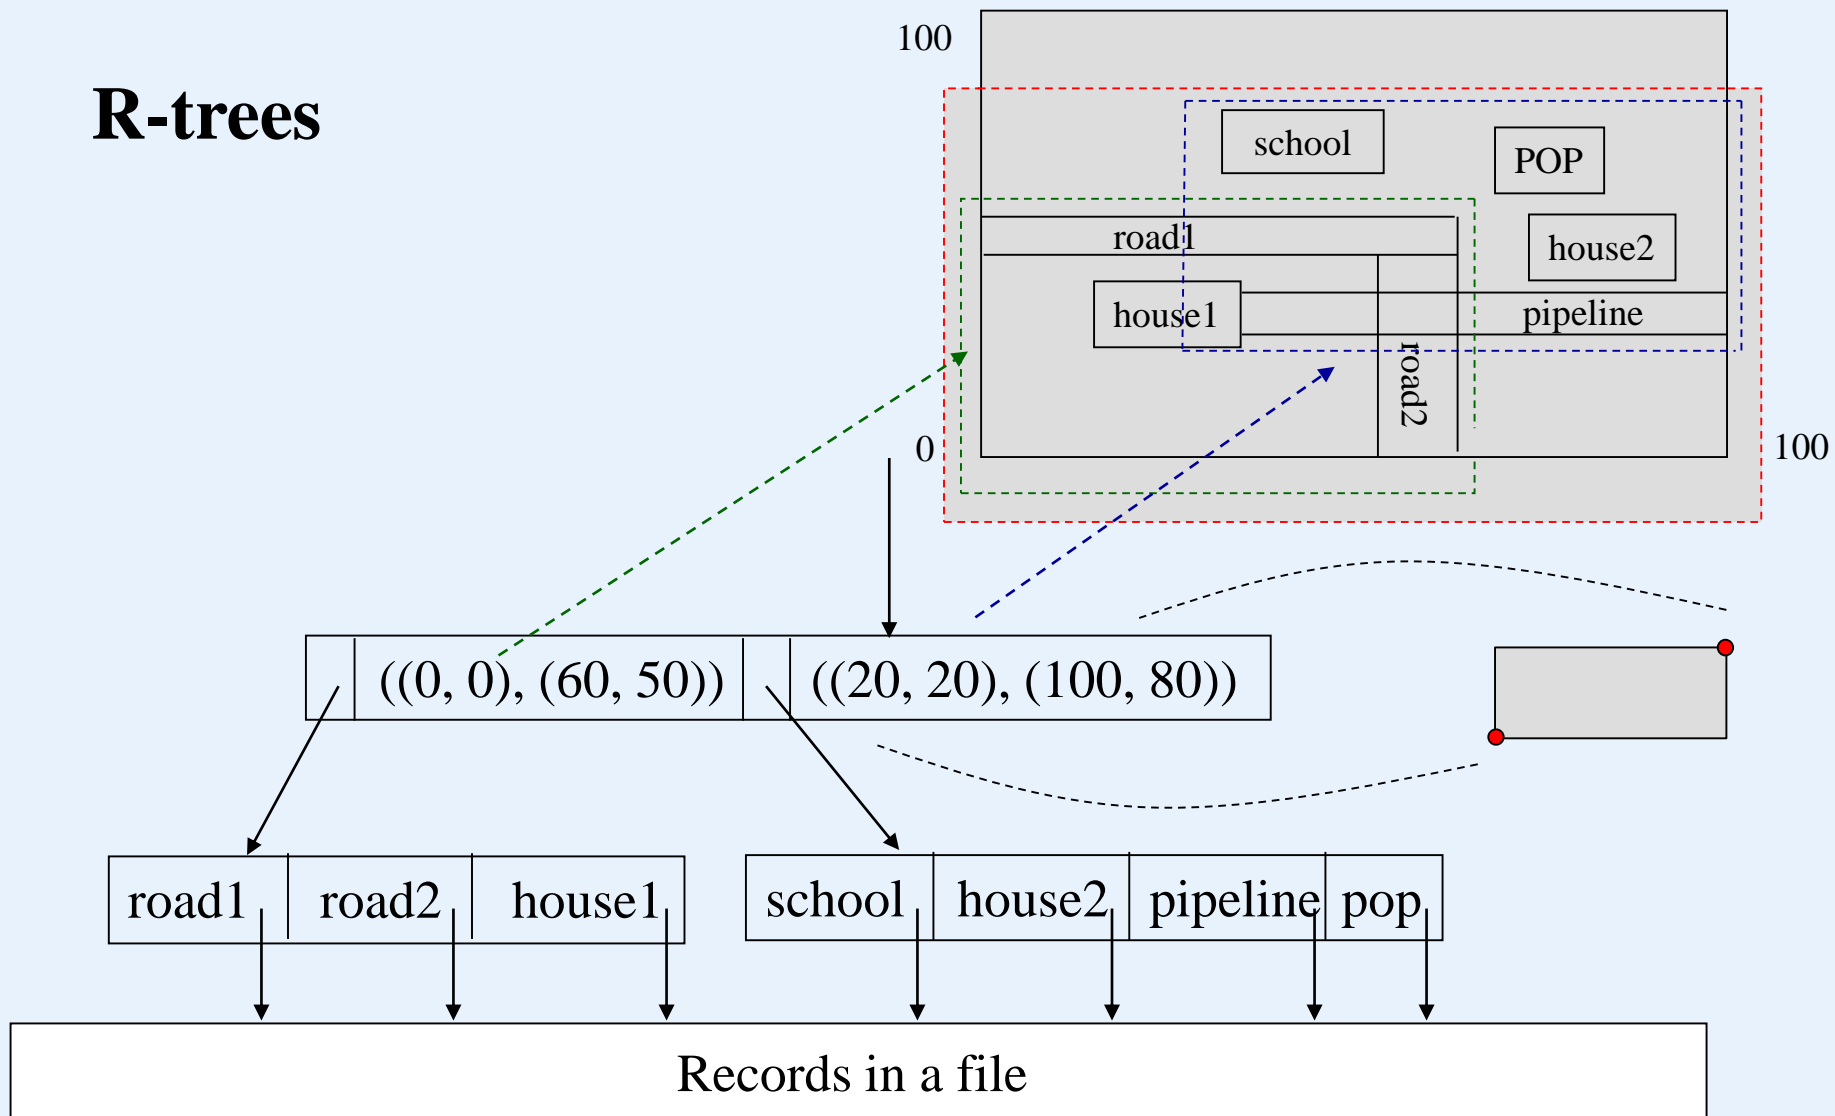 100
R-trees
school
POP
road1
house2
house1
pipeline
road2
0
100
((0, 0), (60, 50))
((20, 20), (100, 80))
road1
road2
house1
school
house2
pipeline
pop
Records in a file